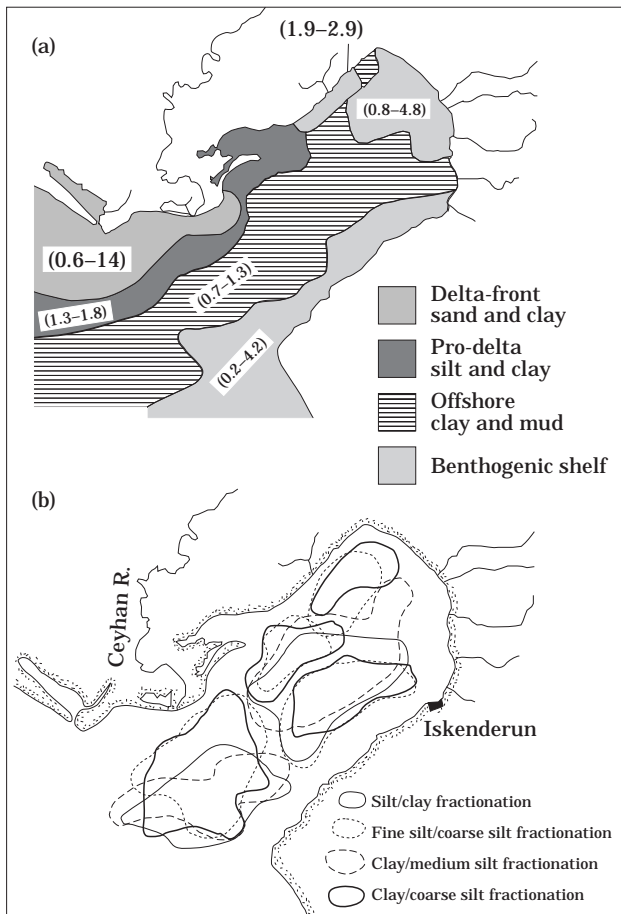 (a)
(1.9–2.9)
(0.8–4.8)
(0.6–14)
(1.3–1.8)
(0.7–1.3)
(0.2–4.2)
Delta-front
sand and clay
Pro-delta
silt and clay
Offshore
clay and mud
Benthogenic shelf
(b)
Ceyhan R.
Iskenderun
Silt/clay fractionation
Fine silt/coarse silt fractionation
Clay/medium silt fractionation
Clay/coarse silt fractionation